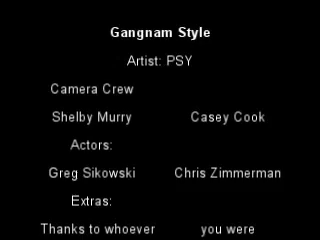 Gangnam Style
Artist: PSY
Camera Crew
Shelby Murry Casey Cook
Actors:
Greg Sikowski Chris Zimmerman
Extras:
Thanks to whoever you were